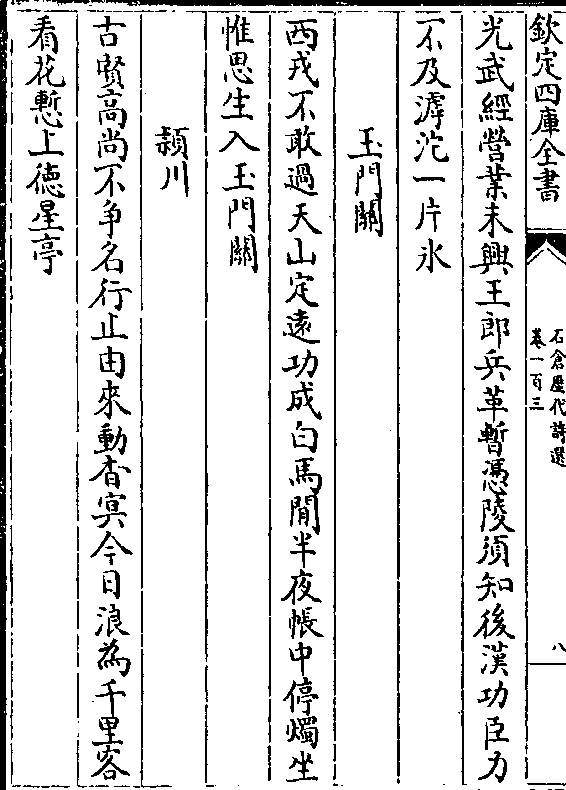 欽定四庫全書
石倉歷代詩選
卷一百三
八
光武經營業未興王郎兵革暫憑陵須知後漢功臣力
不及滹沱一片氷
玉門關
西戎不敢過天山定遠功成白馬閒半夜帳中停燭坐
惟思生入玉門關
潁川
古賢高尚不爭名行止由來動杳冥今日浪為千里客
看花慙上德星亭